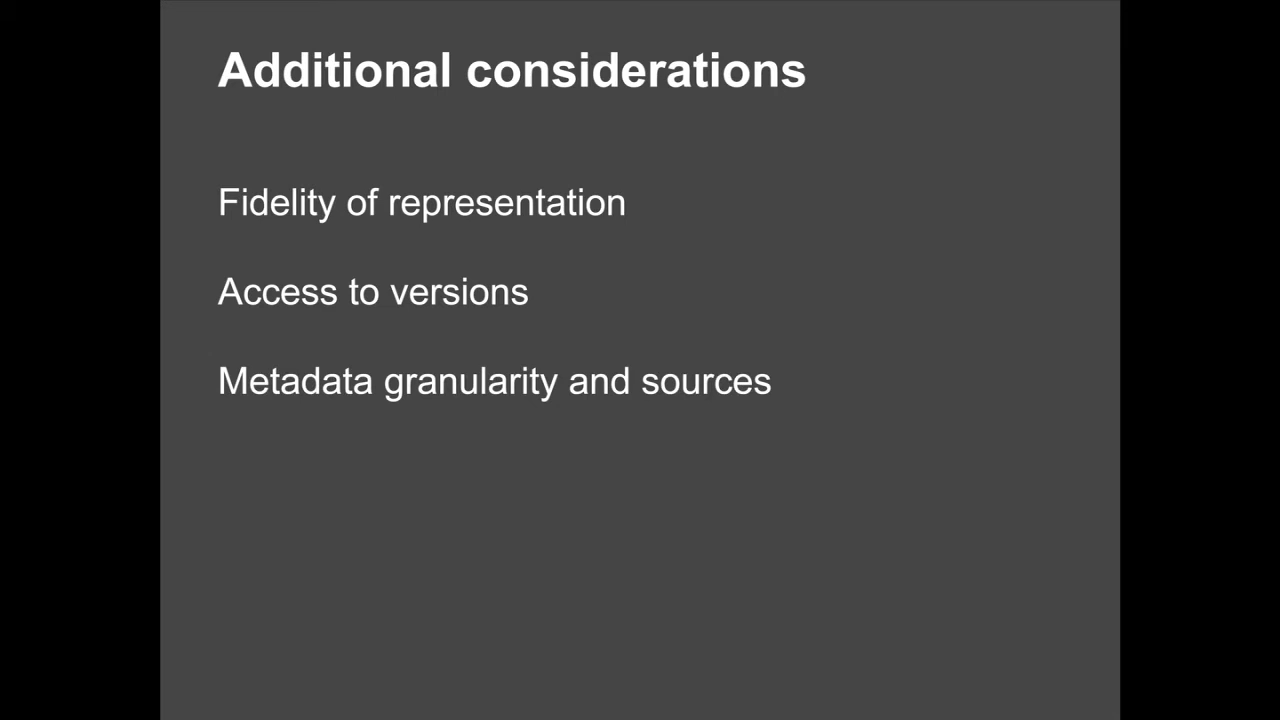 Additional considerations
Fidelity of representation
Access to versions
Metadata granularity and sources